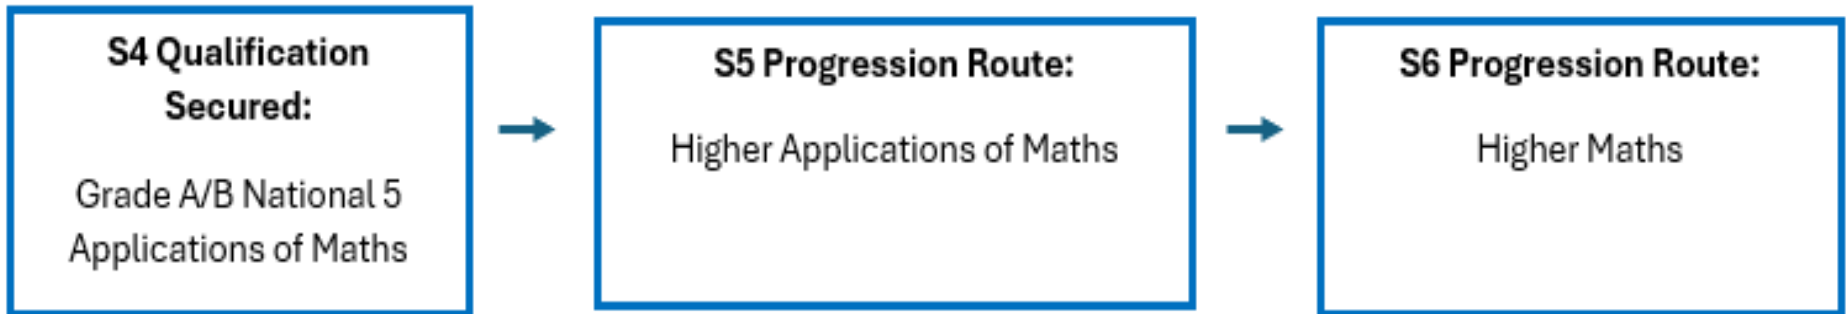 S4 Qualification
Secured:
Grade A/B National 5
Applications of Maths
S5 Progression Route:
Higher Applications of Maths
S6 Progression Route:
Higher Maths